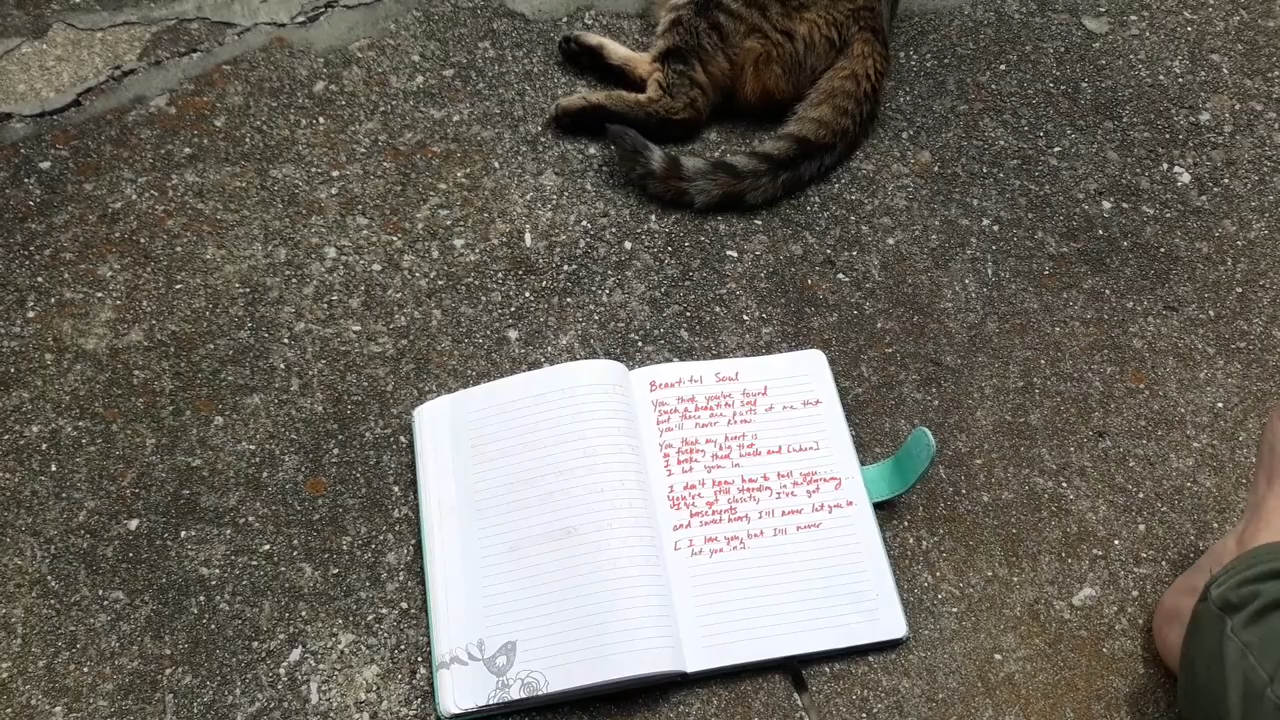 Beautiful Soul
You think you've found
such a beautiful soul
but there are parts of me that
you'll never know.
You think my heart is
so fucking big that
I broke these walls and [when]
I let you in.
I don't know how to tell you...
You're still standing in the doorway...
I've got closets, I've got
basements
and sweet heart, I'll never let you in.
[ I love you, but I'll never
let you in].